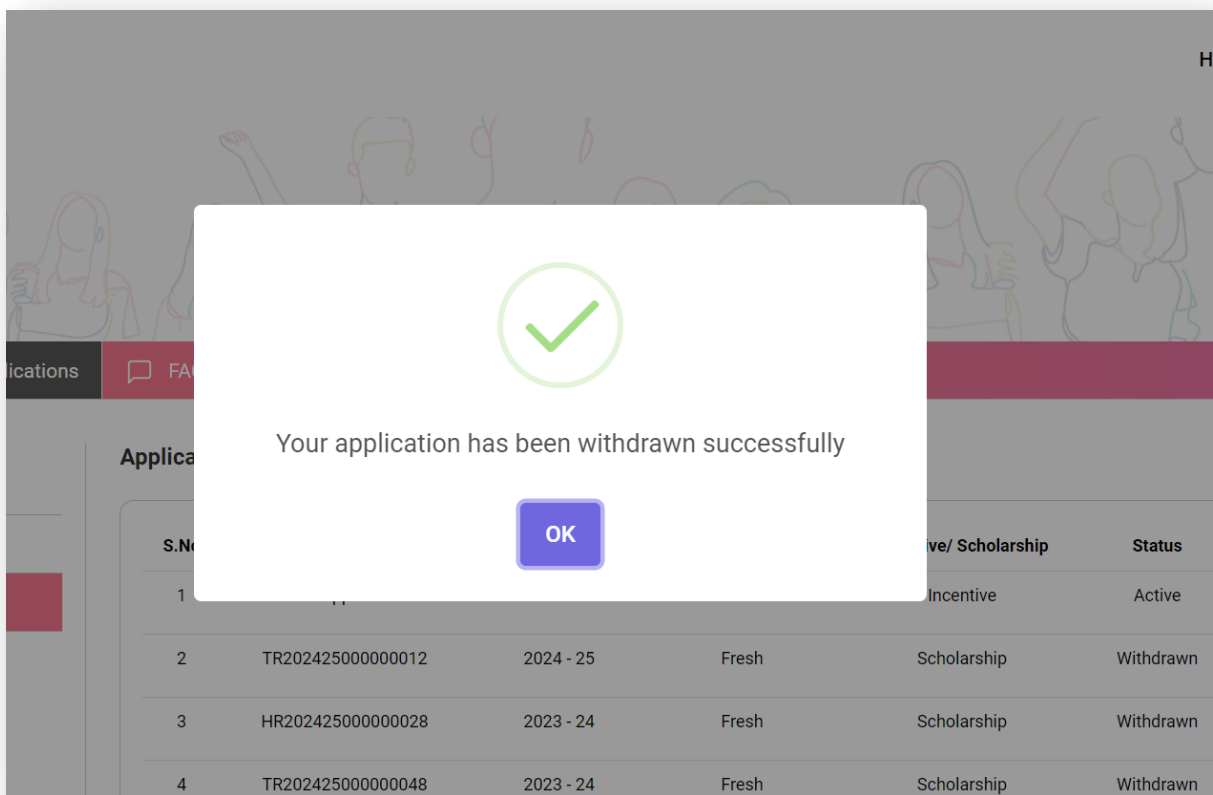 H
lications FA
Your application has been withdrawn successfully
Applica
OK
S.No ive/ Scholarship Status
1 Incentive Active
2 TR202425000000012 2024 - 25 Fresh Scholarship Withdrawn
3 HR202425000000028 2023 - 24 Fresh Scholarship Withdrawn
4 TR202425000000048 2023 - 24 Fresh Scholarship Withdrawn